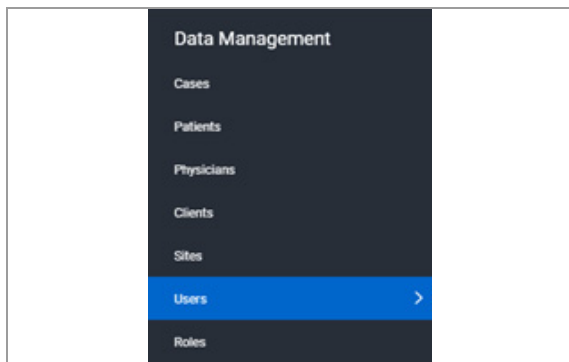 Data Management
Cases
Patients
Physicians
Clients
Sites
Users
Roles